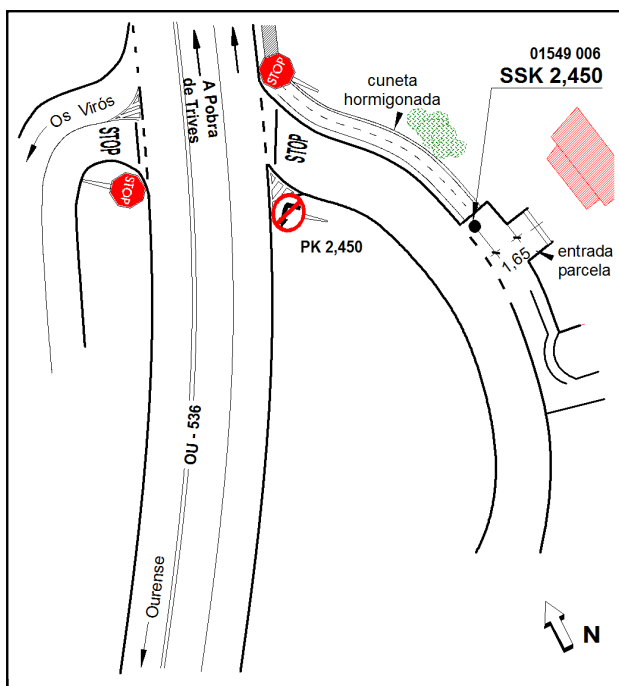 01549 006
SSK 2,450
STOP
cuneta
hormigonada
A Pobra
de Trives
Os Virós
STOP
STOP
STOP
PK 2,450
1,65
entrada
parcela
OU - 536
Ourense
N